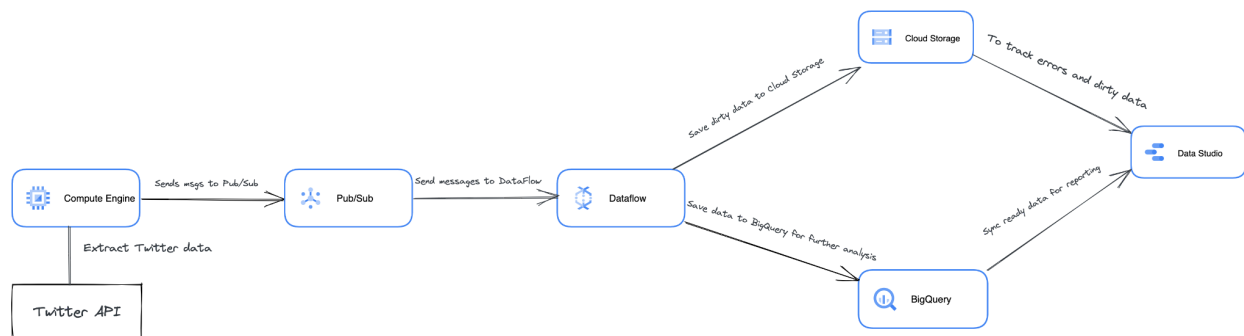 Cloud Storage
To track errors and dirty data
Save dirty data to Cloud Storage
Data Studio
Sends msgs to Pub/Sub
Send messages to DataFlow
Compute Engine
Pub/Sub
Dataflow
Sync ready data for reporting
Save data to BigQuery for further analysis
Extract Twitter data
BigQuery
Twitter API